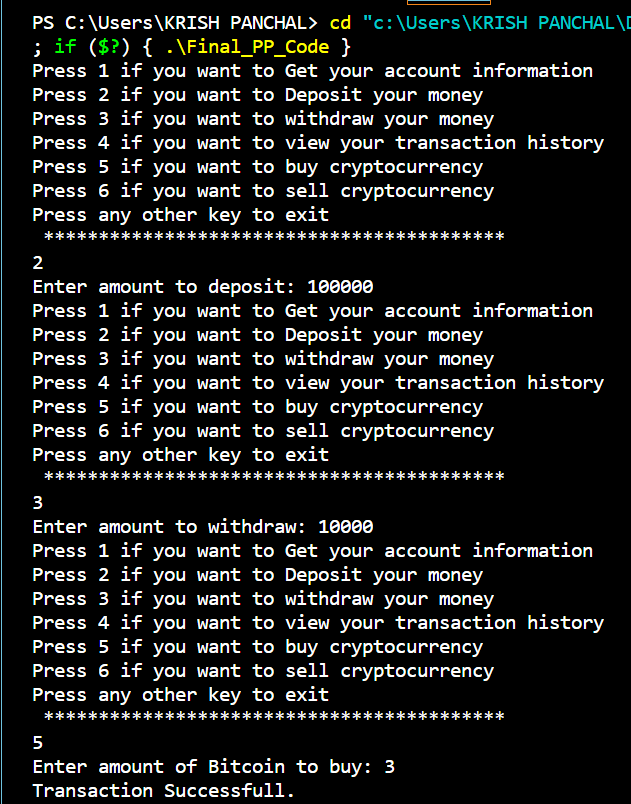 PS C:\Users\KRISH PANCHAL> cd "c:\Users\KRISH PANCHAL\D
; if ($?) { .\Final_PP_Code }
Press 1 if you want to Get your account information
Press 2 if you want to Deposit your money
Press 3 if you want to withdraw your money
Press 4 if you want to view your transaction history
Press 5 if you want to buy cryptocurrency
Press 6 if you want to sell cryptocurrency
Press any other key to exit
******************************************
2
Enter amount to deposit: 100000
Press 1 if you want to Get your account information
Press 2 if you want to Deposit your money
Press 3 if you want to withdraw your money
Press 4 if you want to view your transaction history
Press 5 if you want to buy cryptocurrency
Press 6 if you want to sell cryptocurrency
Press any other key to exit
******************************************
3
Enter amount to withdraw: 10000
Press 1 if you want to Get your account information
Press 2 if you want to Deposit your money
Press 3 if you want to withdraw your money
Press 4 if you want to view your transaction history
Press 5 if you want to buy cryptocurrency
Press 6 if you want to sell cryptocurrency
Press any other key to exit
******************************************
5
Enter amount of Bitcoin to buy: 3
Transaction Successfull.